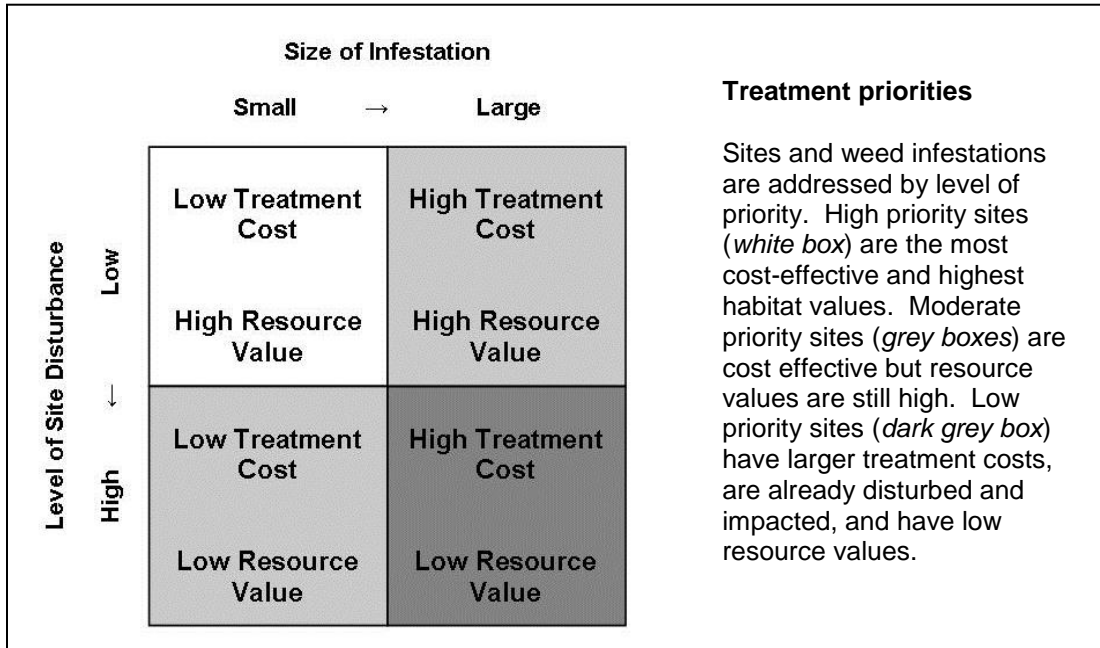 Size of Infestation
Small → Large
Level of Site Disturbance
Low → High
Low Treatment
Cost
High Resource
Value
High Treatment
Cost
High Resource
Value
Low Treatment
Cost
Low Resource
Value
High Treatment
Cost
Low Resource
Value
Treatment priorities
Sites and weed infestations
are addressed by level of
priority. High priority sites
(white box) are the most
cost-effective and highest
habitat values. Moderate
priority sites (grey boxes) are
cost effective but resource
values are still high. Low
priority sites (dark grey box)
have larger treatment costs,
are already disturbed and
impacted, and have low
resource values.